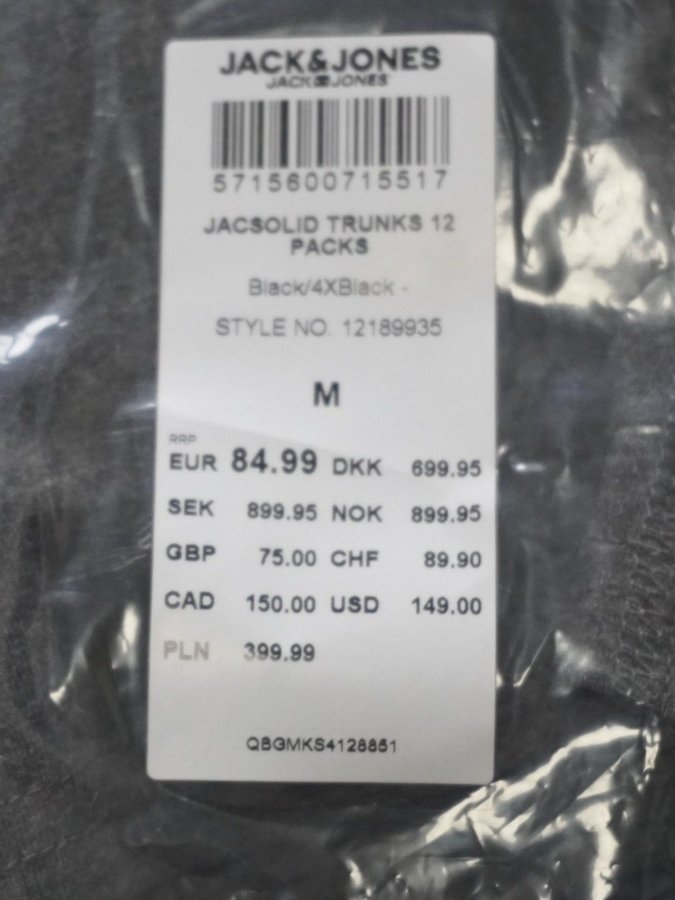 JACK&JONES
JACK JONES
5715600715517
JACSOLID TRUNKS 12
PACKS
Black/4XBlack -
STYLE NO. 12189935
M
RRP
EUR 84.99 DKK 699.95
SEK 899.95 NOK 899.95
GBP 75.00 CHF 89.90
CAD 150.00 USD 149.00
PLN 399.99
QBGMKS4128851